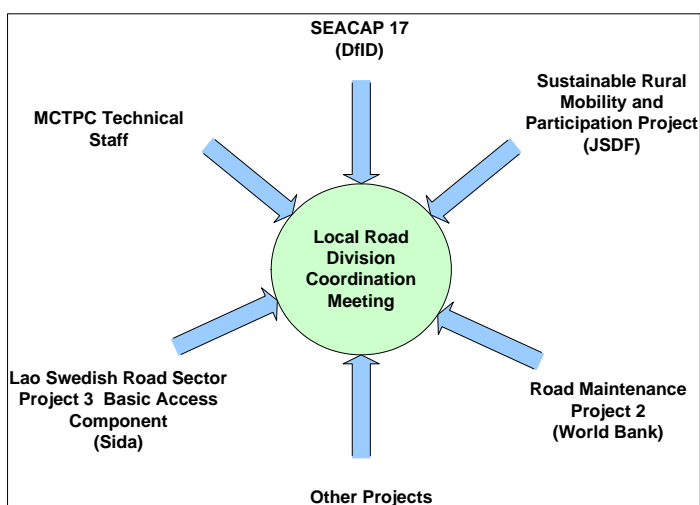 SEACAP 17
(DfID)
Sustainable Rural
Mobility and
Participation Project
(JSDF)
MCTPC Technical
Staff
Local Road
Division
Coordination
Meeting
Lao Swedish Road Sector
Project 3 Basic Access
Component
(Sida)
Road Maintenance
Project 2
(World Bank)
Other Projects